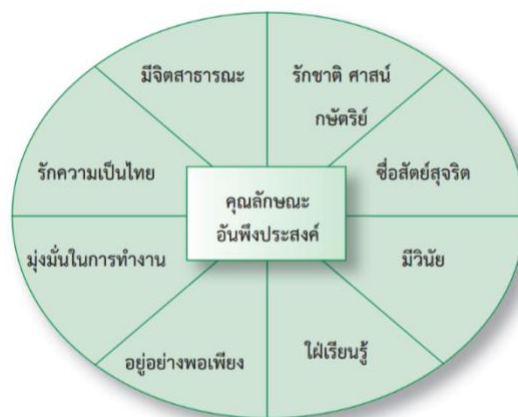 คุณลักษณะ
อันพึงประสงค์
รักชาติ ศาสน์
กษัตริย์
ซื่อสัตย์สุจริต
มีวินัย
ใฝ่เรียนรู้
อยู่อย่างพอเพียง
มุ่งมั่นในการทำงาน
รักความเป็นไทย
มีจิตสาธารณะ